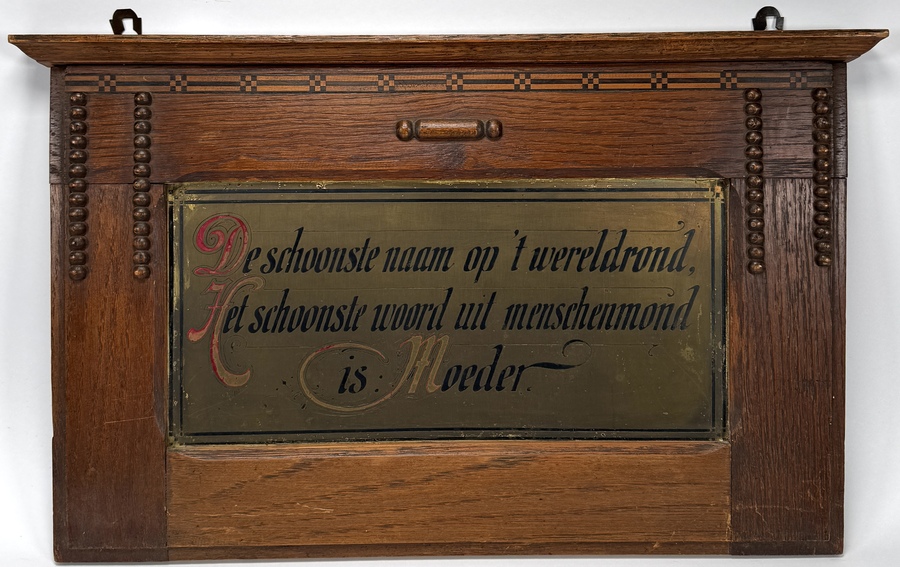 De schoonste naam op 't wereldrond,
Het schoonste woord uit menschenmond
is Moeder.